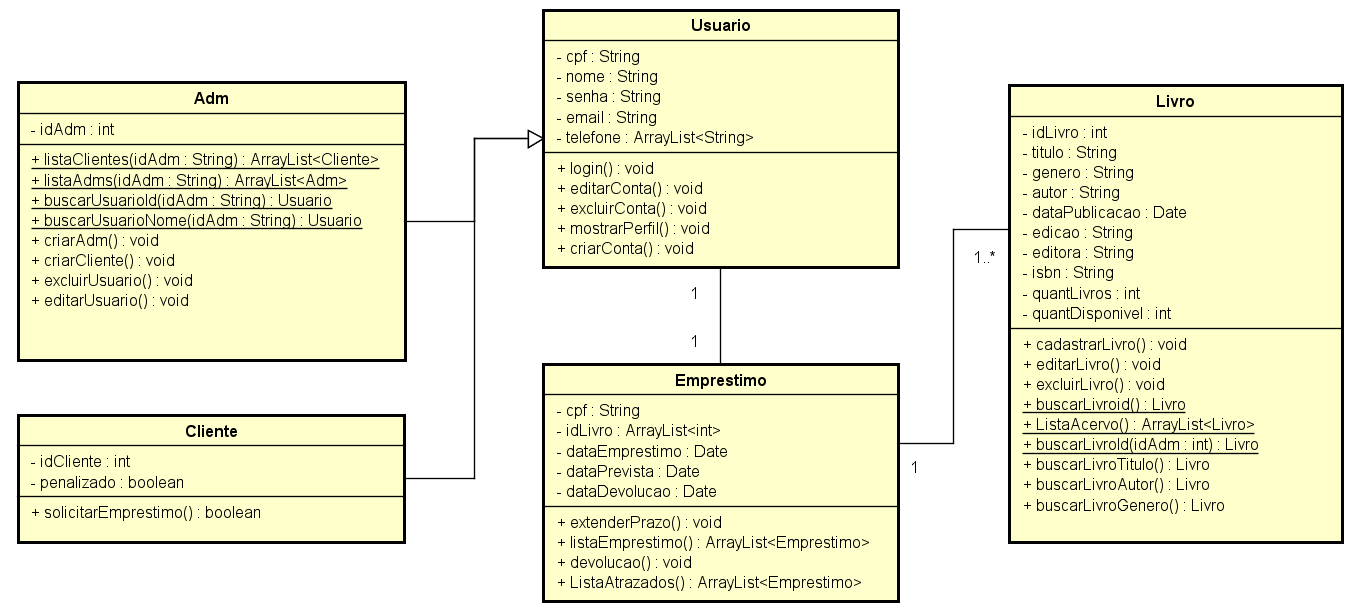 Usuario
- cpf : String
- nome : String
- senha : String
- email : String
- telefone : ArrayList<String>
+ login() : void
+ editarConta() : void
+ excluirConta() : void
+ mostrarPerfil() : void
+ criarConta() : void
Adm
- idAdm : int
+ listaClientes(idAdm : String) : ArrayList<Cliente>
+ listaAdms(idAdm : String) : ArrayList<Adm>
+ buscarUsuarioId(idAdm : String) : Usuario
+ buscarUsuarioNome(idAdm : String) : Usuario
+ criarAdm() : void
+ criarCliente() : void
+ excluirUsuario() : void
+ editarUsuario() : void
Livro
- idLivro : int
- titulo : String
- genero : String
- autor : String
- dataPublicacao : Date
- edicao : String
- editora : String
- isbn : String
- quantLivros : int
- quantDisponivel : int
+ cadastrarLivro() : void
+ editarLivro() : void
+ excluirLivro() : void
+ buscarLivroid() : Livro
+ ListaAcervo() : ArrayList<Livro>
+ buscarLivroId(idAdm : int) : Livro
+ buscarLivroTitulo() : Livro
+ buscarLivroAutor() : Livro
+ buscarLivroGenero() : Livro
1..*
1
1
Emprestimo
- cpf : String
- idLivro : ArrayList<int>
- dataEmprestimo : Date
- dataPrevista : Date
- dataDevolucao : Date
+ extenderPrazo() : void
+ listaEmprestimo() : ArrayList<Emprestimo>
+ devolucao() : void
+ ListaAtrazados() : ArrayList<Emprestimo>
1
Cliente
- idCliente : int
- penalizado : boolean
+ solicitarEmprestimo() : boolean